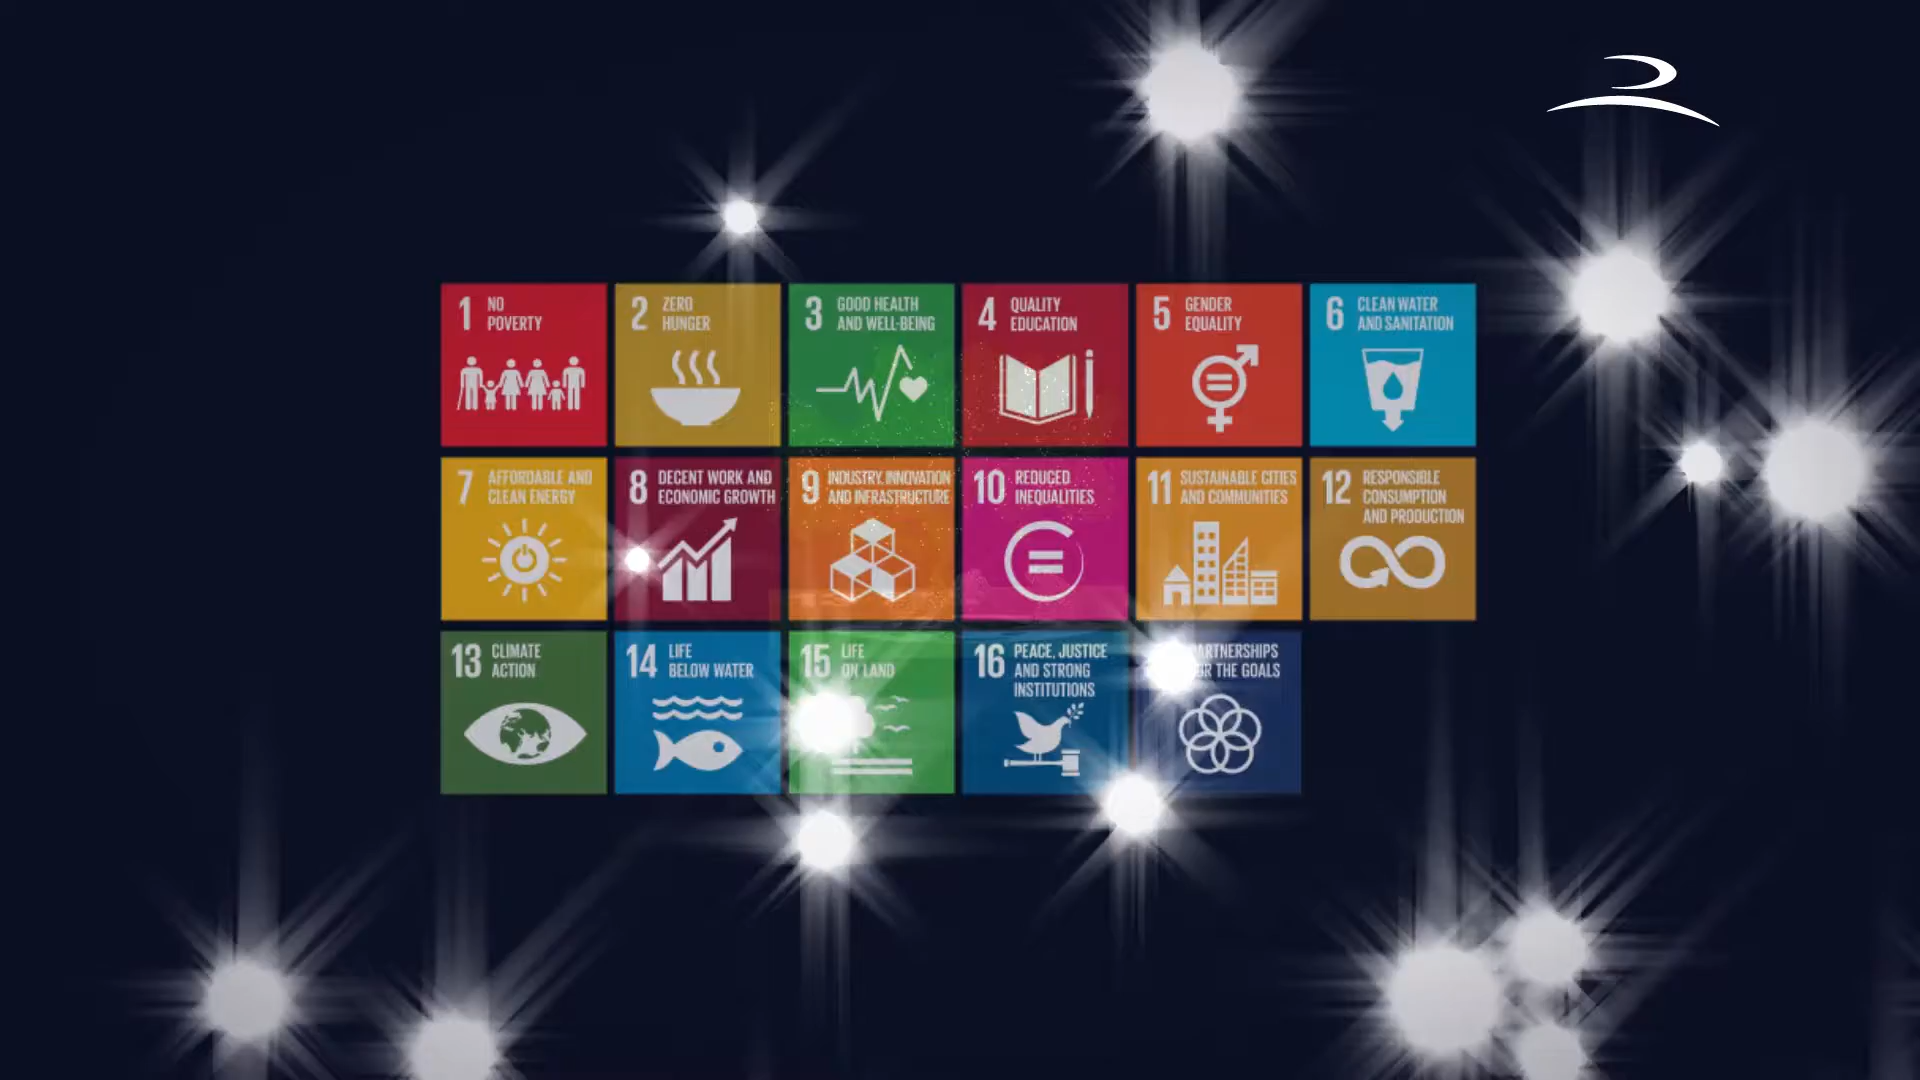 1 NO
POVERTY
2 ZERO
HUNGER
3 GOOD HEALTH
AND WELL-BEING
4 QUALITY
EDUCATION
5 GENDER
EQUALITY
6 CLEAN WATER
AND SANITATION
7 AFFORDABLE AND
CLEAN ENERGY
8 DECENT WORK AND
ECONOMIC GROWTH
9 INDUSTRY, INNOVATION
AND INFRASTRUCTURE
10 REDUCED
INEQUALITIES
11 SUSTAINABLE CITIES
AND COMMUNITIES
12 RESPONSIBLE
CONSUMPTION
AND PRODUCTION
13 CLIMATE
ACTION
14 LIFE
BELOW WATER
15 LIFE
ON LAND
16 PEACE, JUSTICE
AND STRONG
INSTITUTIONS
THE GOALS